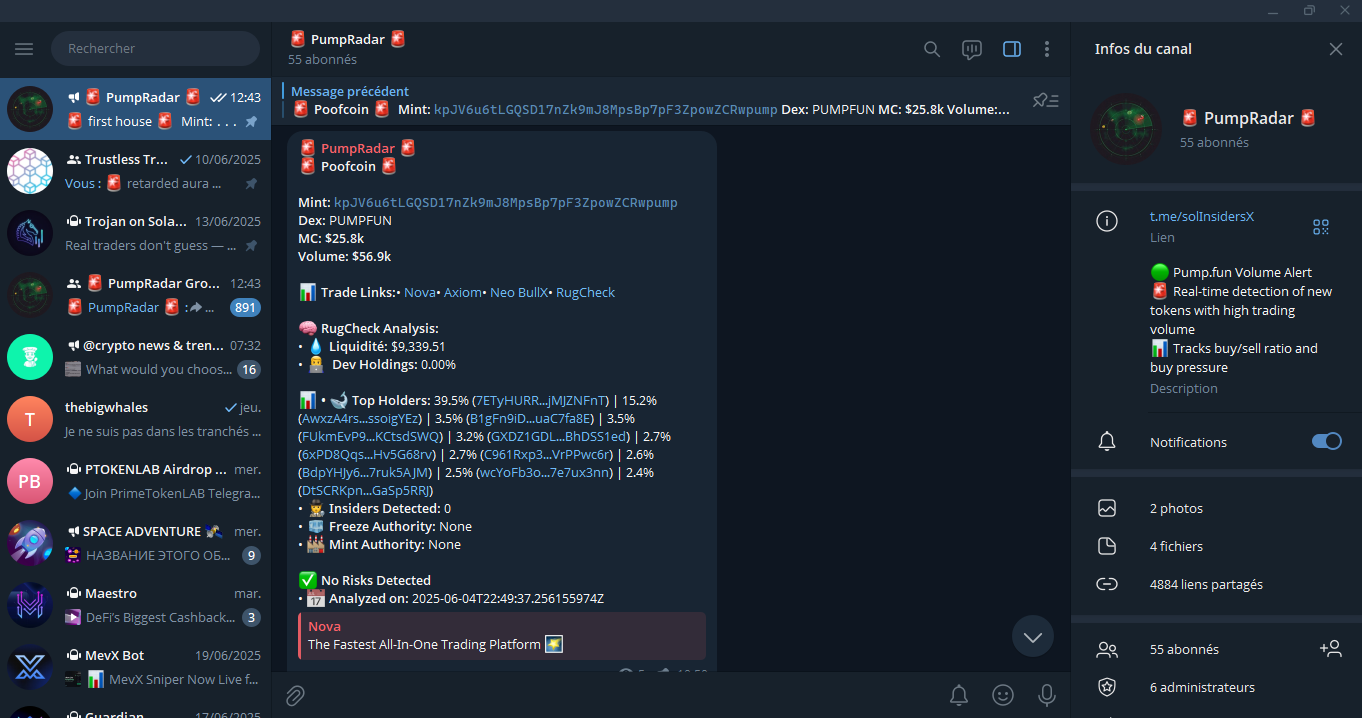 Rechercher
🚨 PumpRadar 🚨 12:43
🚨 first house 🚨 Mint: . . .
Trustless Tr... 10/06/2025
Vous : 🚨 retarded aura ...
Trojan on Sola... 13/06/2025
Real traders don't guess — ...
🚨 PumpRadar Gro... 12:43
🚨 PumpRadar 🚨 : ... 891
@crypto news & tren... 07:32
What would you choos... 16
T
thebigwhales jeu.
Je ne suis pas dans les tranchés ...
PB
PTOKENLAB Airdrop ... mer.
🔷 Join PrimeTokenLAB Telegra...
SPACE ADVENTURE mer.
НАЗВАНИЕ ЭТОГО ОБ... 9
Maestro mar.
DeFi's Biggest Cashback... 3
MevX Bot 19/06/2025
📊 MevX Sniper Now Live f...
Guardian 17/06/2025
🚨 PumpRadar 🚨
55 abonnés
Message précédent
🚨 Poofcoin 🚨 Mint: kpJV6u6tLGQSD17nZk9mJ8MpsBp7pF3ZpowZCRwpump Dex: PUMPFUN MC: $25.8k Volume:...
🚨 PumpRadar 🚨
🚨 Poofcoin 🚨
Mint: kpJV6u6tLGQSD17nZk9mJ8MpsBp7pF3ZpowZCRwpump
Dex: PUMPFUN
MC: $25.8k
Volume: $56.9k
📊 Trade Links:• Nova• Axiom• Neo BullX• RugCheck
🧠 RugCheck Analysis:
• 💧 Liquidité: $9,339.51
• 👨‍💻 Dev Holdings: 0.00%
📊 • 🐋 Top Holders: 39.5% (7ETyHURR...jMJZNFnT) | 15.2%
(AwxzA4rs...ssoigYEz) | 3.5% (B1gFn9iD...uaC7fa8E) | 3.5%
(FUkmEvP9...KCtsdSWQ) | 3.2% (GXDZ1GDL...BhDSS1ed) | 2.7%
(6xPD8Qqs...Hv5G68rv) | 2.7% (C961Rxp3...VrPPwc6r) | 2.6%
(BdpYHJy6...7ruk5AJM) | 2.5% (wcYoFb3o...7e7ux3nn) | 2.4%
(DtSCRKpn...GaSp5RRJ)
• 🕵️ Insiders Detected: 0
• 🧊 Freeze Authority: None
• 🏭 Mint Authority: None
✅ No Risks Detected
• 📅 Analyzed on: 2025-06-04T22:49:37.256155974Z
Nova
The Fastest All-In-One Trading Platform
Infos du canal
🚨 PumpRadar 🚨
55 abonnés
t.me/solInsidersX
Lien
🟢 Pump.fun Volume Alert
🚨 Real-time detection of new
tokens with high trading
volume
📊 Tracks buy/sell ratio and
buy pressure
Description
Notifications
2 photos
4 fichiers
4884 liens partagés
55 abonnés
6 administrateurs